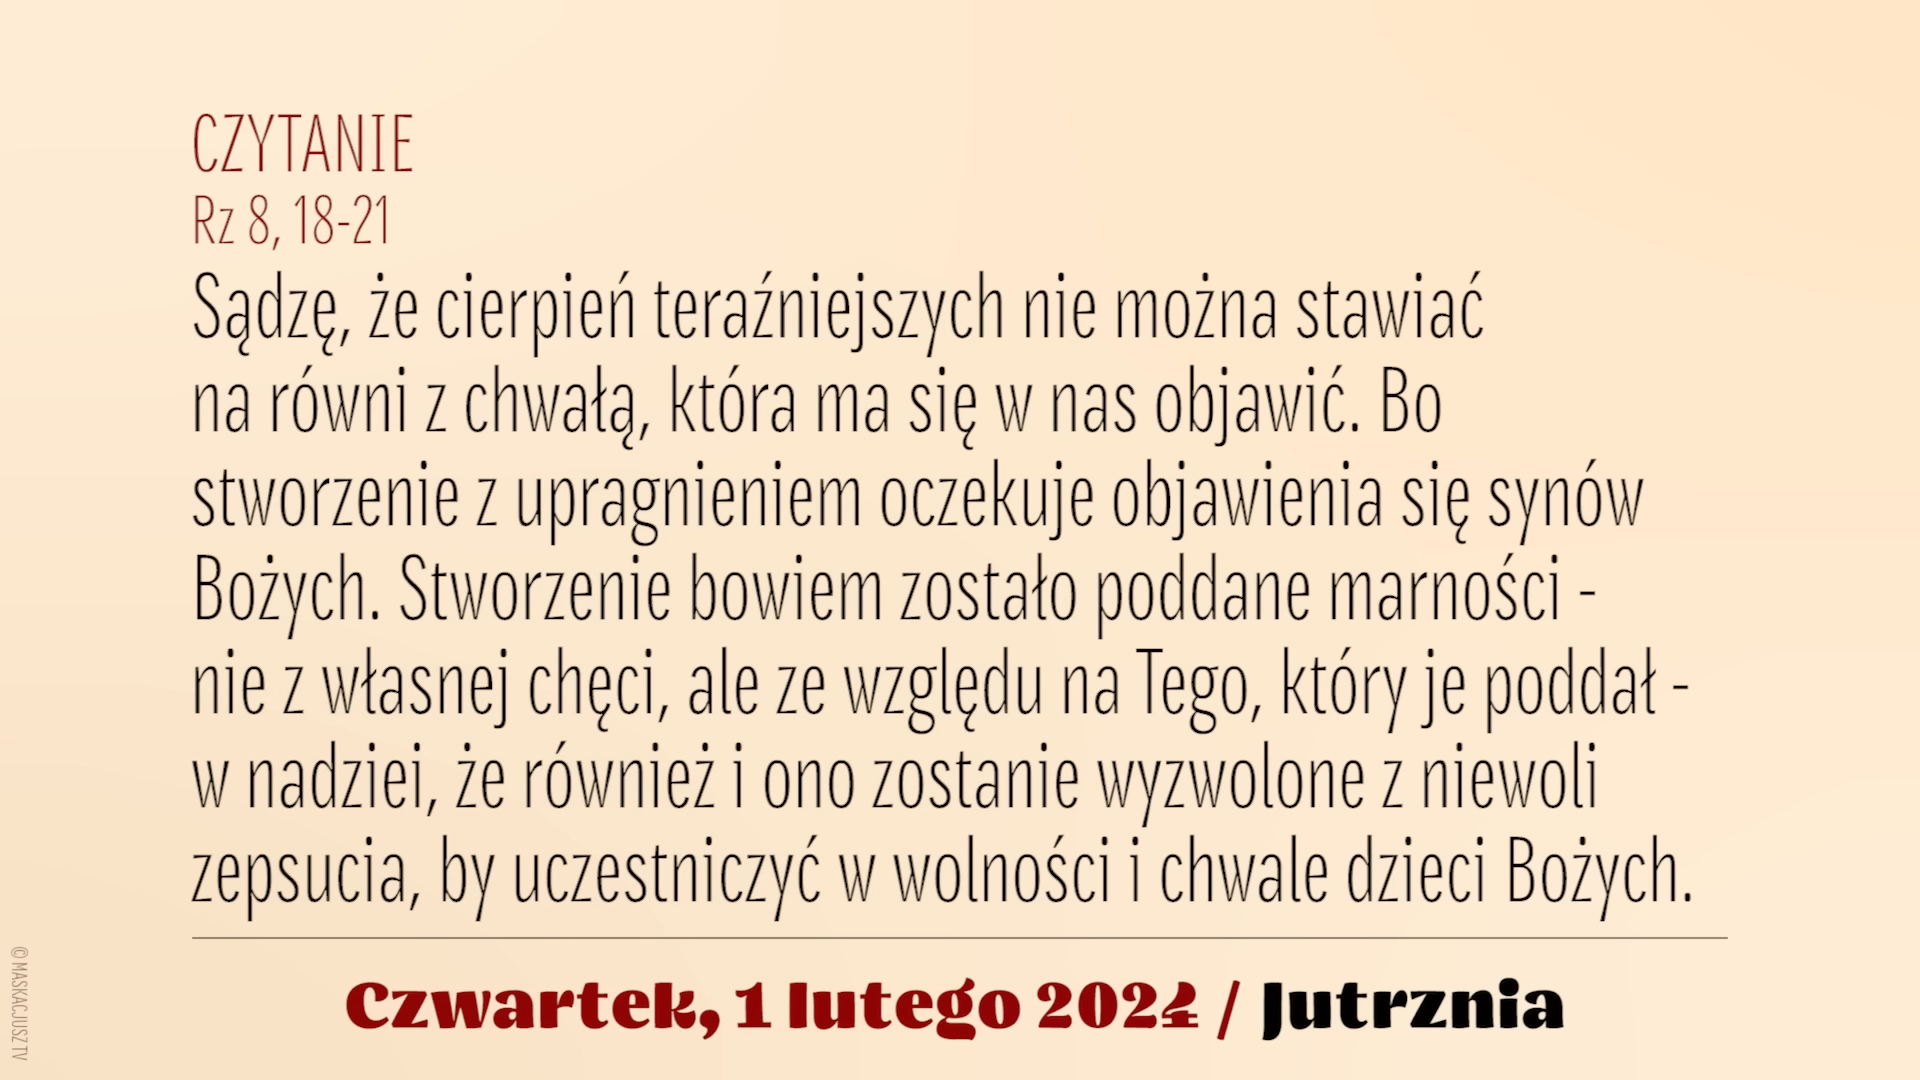 CZYTANIE
Rz 8, 18-21
Sądzę, że cierpień teraźniejszych nie można stawiać
na równi z chwałą, która ma się w nas objawić. Bo
stworzenie z upragnieniem oczekuje objawienia się synów
Bożych. Stworzenie bowiem zostało poddane marności -
nie z własnej chęci, ale ze względu na Tego, który je poddał -
w nadziei, że również i ono zostanie wyzwolone z niewoli
zepsucia, by uczestniczyć w wolności i chwale dzieci Bożych.
Czwartek, 1 lutego 2024 / Jutrznia
© MASKACJUSZ TV